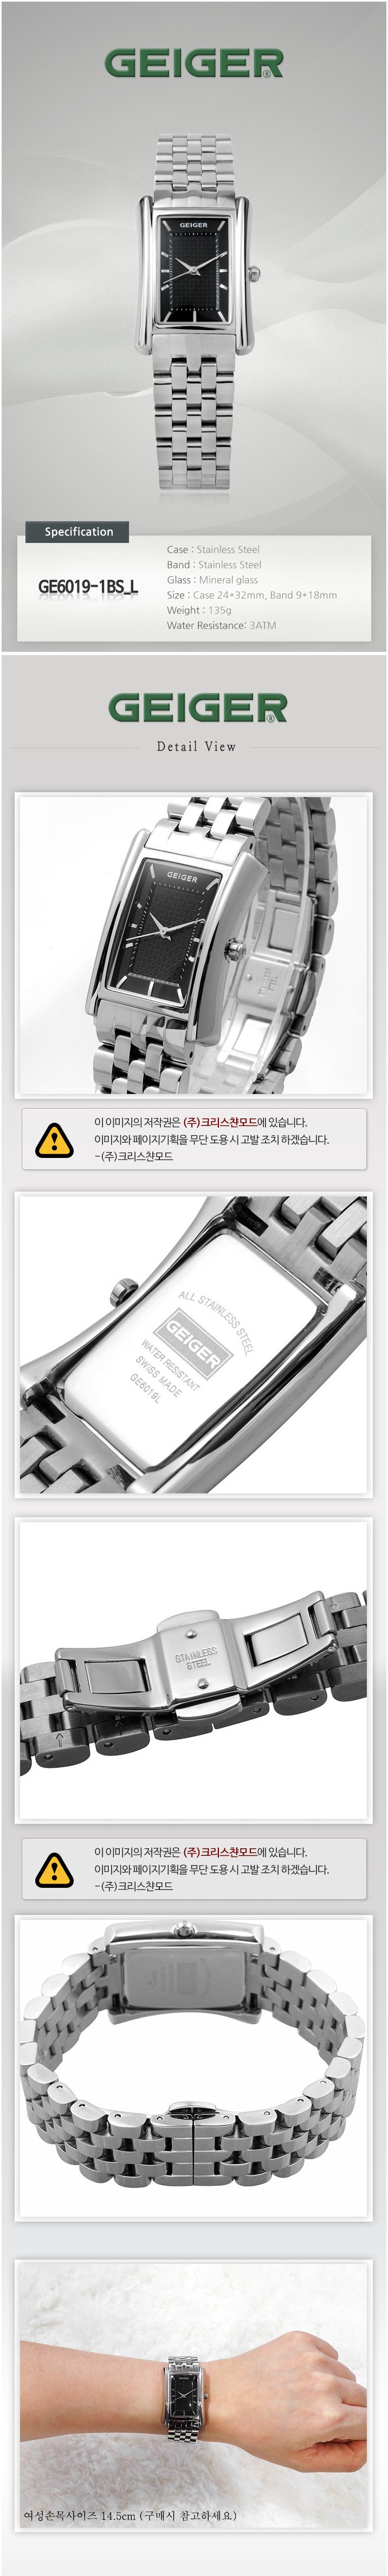 GEIGER
GEIGER
Specification
GE6019-1BS_L
Case : Stainless Steel
Band : Stainless Steel
Glass : Mineral glass
Size : Case 24*32mm, Band 9*18mm
Weight : 135g
Water Resistance: 3ATM
GEIGER
Detail View
GEIGER
이 이미지의 저작권은 (주)크리스챤모드에 있습니다.
이미지와 페이지기획을 무단 도용 시 고발 조치 하겠습니다.
-(주)크리스챤모드
ALL STAINLESS STEEL
GEIGER
WATER RESISTANT
SWISS MADE
GE6019L
STAINLESS
STEEL
이 이미지의 저작권은 (주)크리스챤모드에 있습니다.
이미지와 페이지기획을 무단 도용 시 고발 조치 하겠습니다.
-(주)크리스챤모드
여성손목사이즈 14.5cm (구매시 참고하세요)